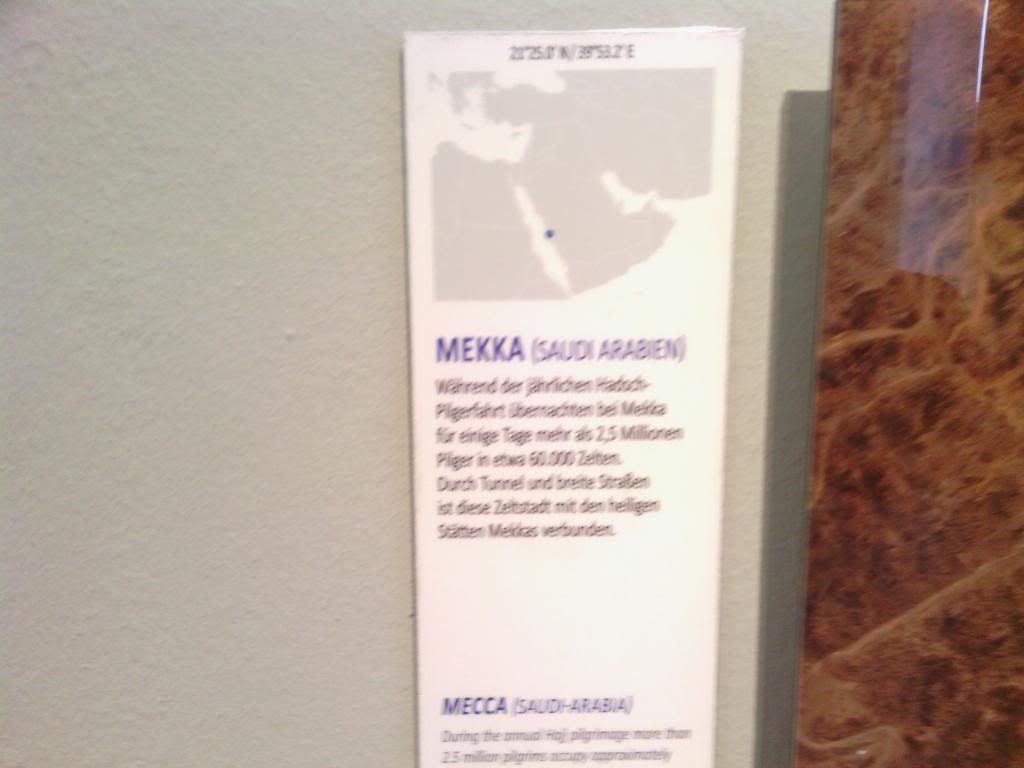 21°25.0' N / 39°53.2' E
MEKKA (SAUDI ARABIEN)
Während der jährlichen Hadsch-
Pilgerfahrt übernachten bei Mekka
für einige Tage mehr als 2,5 Millionen
Pilger in etwa 60.000 Zelten.
Durch Tunnel und breite Straßen
ist diese Zeltstadt mit den heiligen
Stätten Mekkas verbunden.
MECCA (SAUDI-ARABIA)
During the annual Hajj pilgrimage more than
2.5 million pilgrims occupy approximately